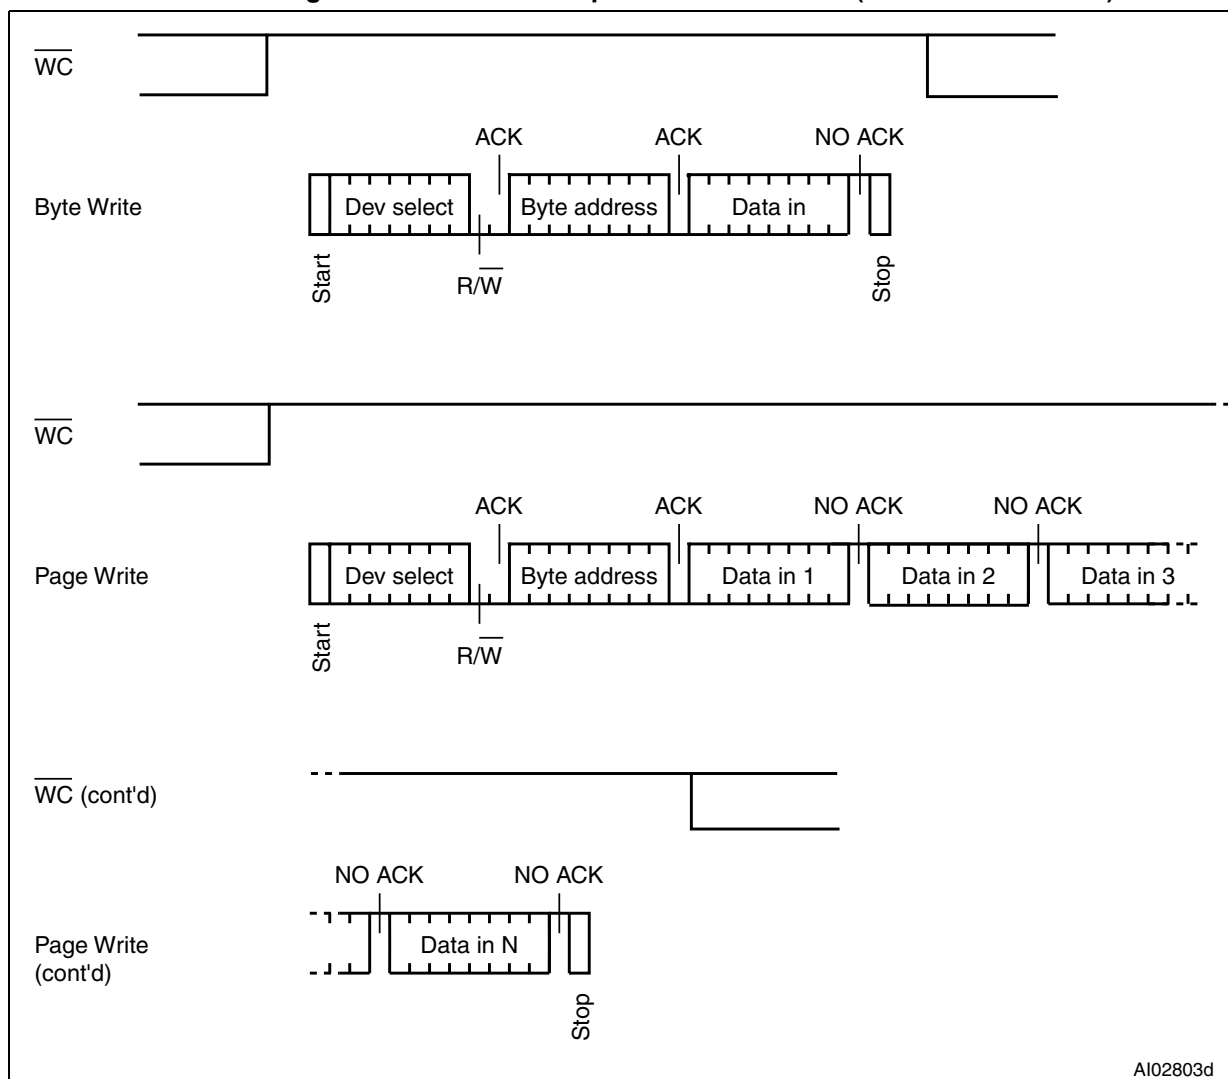 WC
ACK ACK NO ACK
Byte Write Dev select Byte address Data in
Start R/W Stop
WC
ACK ACK NO ACK NO ACK
Page Write Dev select Byte address Data in 1 Data in 2 Data in 3
Start R/W
WC (cont'd)
NO ACK NO ACK
Page Write Data in N
(cont'd)
Stop
AI02803d